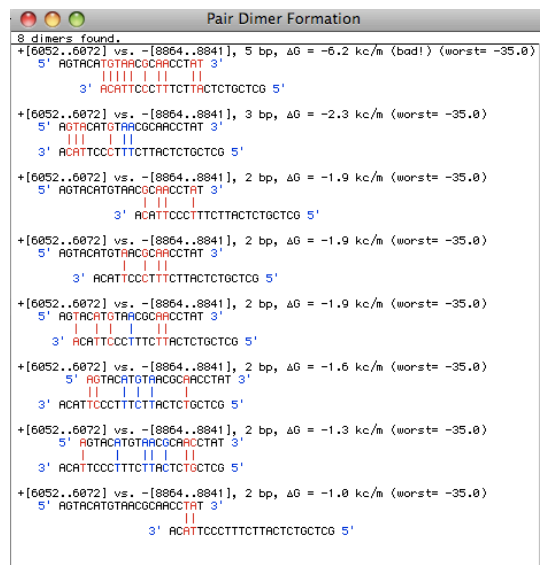 Pair Dimer Formation
8 dimers found.
+[6052..6072] vs. -[8864..8841], 5 bp, ΔG = -6.2 kc/m (bad!) (worst= -35.0)
5' AGTACATGTAACGCAACCTAT 3'
3' ACATTCCCTTTCTTACTCTGCTCG 5'
+[6052..6072] vs. -[8864..8841], 3 bp, ΔG = -2.3 kc/m (worst= -35.0)
5' AGTACATGTAACGCAACCTAT 3'
3' ACATTCCCTTTCTTACTCTGCTCG 5'
+[6052..6072] vs. -[8864..8841], 2 bp, ΔG = -1.9 kc/m (worst= -35.0)
5' AGTACATGTAACGCAACCTAT 3'
3' ACATTCCCTTTCTTACTCTGCTCG 5'
+[6052..6072] vs. -[8864..8841], 2 bp, ΔG = -1.9 kc/m (worst= -35.0)
5' AGTACATGTAACGCAACCTAT 3'
3' ACATTCCCTTTCTTACTCTGCTCG 5'
+[6052..6072] vs. -[8864..8841], 2 bp, ΔG = -1.9 kc/m (worst= -35.0)
5' AGTACATGTAACGCAACCTAT 3'
3' ACATTCCCTTTCTTACTCTGCTCG 5'
+[6052..6072] vs. -[8864..8841], 2 bp, ΔG = -1.6 kc/m (worst= -35.0)
5' AGTACATGTAACGCAACCTAT 3'
3' ACATTCCCTTTCTTACTCTGCTCG 5'
+[6052..6072] vs. -[8864..8841], 2 bp, ΔG = -1.3 kc/m (worst= -35.0)
5' AGTACATGTAACGCAACCTAT 3'
3' ACATTCCCTTTCTTACTCTGCTCG 5'
+[6052..6072] vs. -[8864..8841], 2 bp, ΔG = -1.0 kc/m (worst= -35.0)
5' AGTACATGTAACGCAACCTAT 3'
3' ACATTCCCTTTCTTACTCTGCTCG 5'